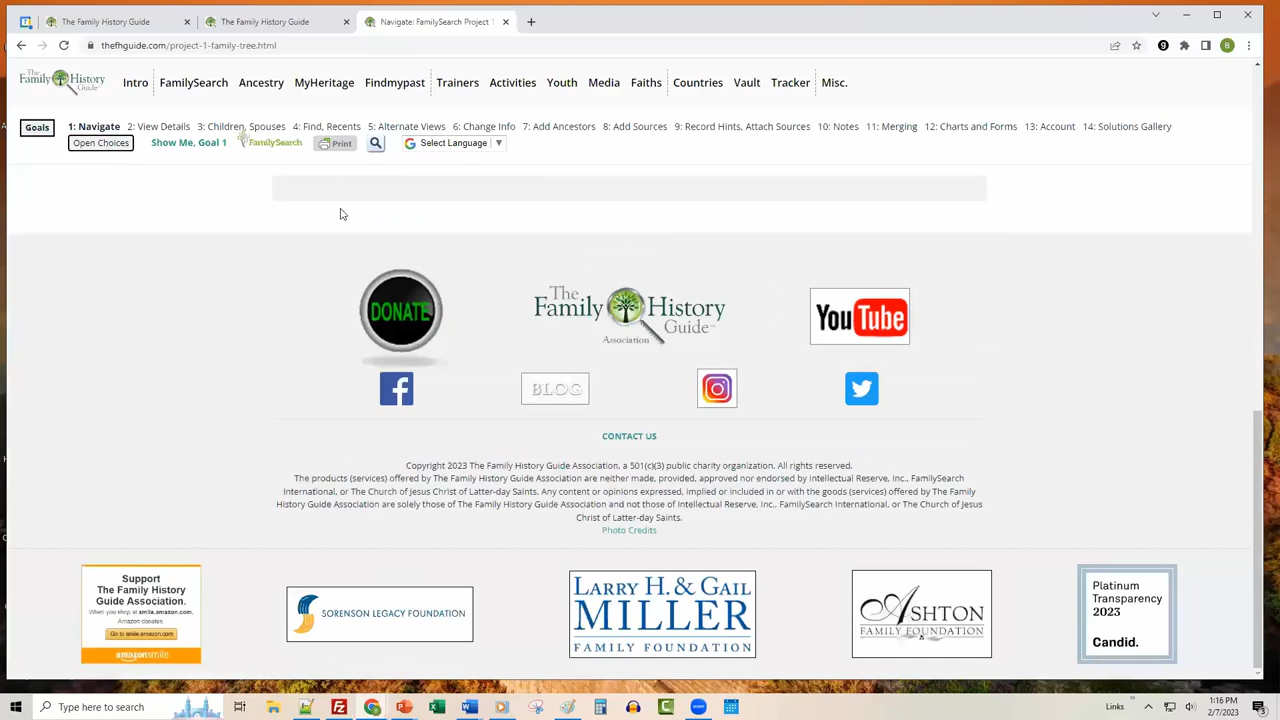 The Family History Guide
The Family History Guide
Navigate: FamilySearch Project 1
thefhguide.com/project-1-family-tree.html
The Family History Guide
Intro FamilySearch Ancestry MyHeritage Findmypast Trainers Activities Youth Media Faiths Countries Vault Tracker Misc.
Goals 1: Navigate 2: View Details 3: Children, Spouses 4: Find, Recents 5: Alternate Views 6: Change Info 7: Add Ancestors 8: Add Sources 9: Record Hints, Attach Sources 10: Notes 11: Merging 12: Charts and Forms 13: Account 14: Solutions Gallery
Open Choices Show Me, Goal 1 FamilySearch Print G Select Language ▼
DONATE
The Family History Guide™
Association
YouTube
f
BLOG
CONTACT US
Copyright 2023 The Family History Guide Association, a 501(c)(3) public charity organization. All rights reserved.
The products (services) offered by The Family History Guide Association are neither made, provided, approved nor endorsed by Intellectual Reserve, Inc., FamilySearch
International, or The Church of Jesus Christ of Latter-day Saints. Any content or opinions expressed, implied or included in or with the goods (services) offered by The Family
History Guide Association are solely those of The Family History Guide Association and not those of Intellectual Reserve, Inc., FamilySearch International, or The Church of Jesus
Christ of Latter-day Saints.
Photo Credits
Support
The Family History
Guide Association.
When you shop at smile.amazon.com,
Amazon donates.
Go to smile.amazon.com
amazonsmile
SORENSON LEGACY FOUNDATION
LARRY H. & GAIL
MILLER
FAMILY FOUNDATION
Ashton
FAMILY FOUNDATION
Platinum
Transparency
2023
Candid.
Type here to search
Links
1:16 PM
2/7/2023